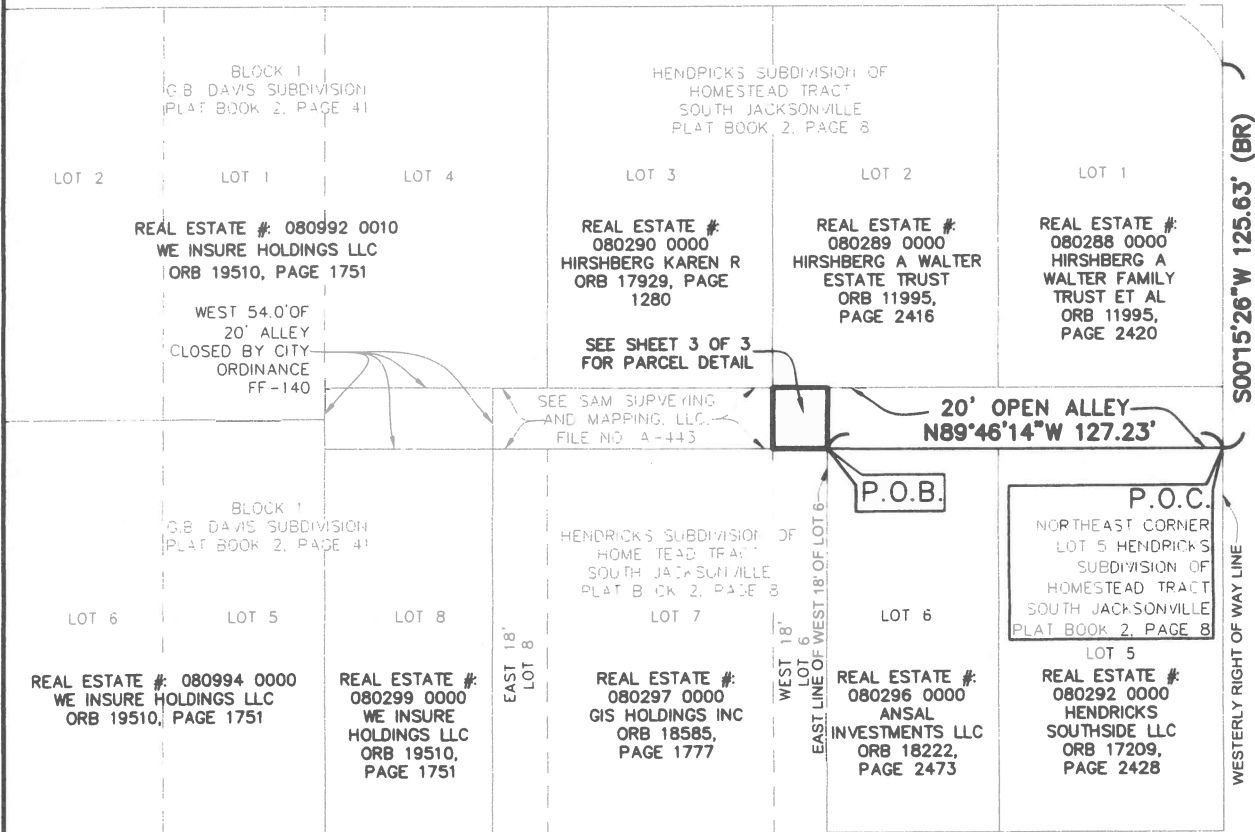 BLOCK 1
G.B. DAVIS SUBDIVISION
PLAT BOOK 2, PAGE 41
HENDRICKS SUBDIVISION OF
HOMESTEAD TRACT
SOUTH JACKSONVILLE
PLAT BOOK 2, PAGE 8
LOT 2
LOT 1
LOT 4
LOT 3
LOT 2
LOT 1
REAL ESTATE #: 080992 0010
WE INSURE HOLDINGS LLC
ORB 19510, PAGE 1751
REAL ESTATE #:
080290 0000
HIRSHBERG KAREN R
ORB 17929, PAGE
1280
REAL ESTATE #:
080289 0000
HIRSHBERG A WALTER
ESTATE TRUST
ORB 11995,
PAGE 2416
REAL ESTATE #:
080288 0000
HIRSHBERG A
WALTER FAMILY
TRUST ET AL
ORB 11995,
PAGE 2420
S00°15'26"W 125.63' (BR)
WEST 54.0'OF
20' ALLEY
CLOSED BY CITY
ORDINANCE
FF-140
SEE SHEET 3 OF 3
FOR PARCEL DETAIL
SEE SAM SURVEYING
AND MAPPING, LLC.
FILE NO. A-443
20' OPEN ALLEY
N89°46'14"W 127.23'
P.O.B.
P.O.C.
NORTHEAST CORNER
LOT 5 HENDRICKS
SUBDIVISION OF
HOMESTEAD TRACT
SOUTH JACKSONVILLE
PLAT BOOK 2, PAGE 8
BLOCK 1
G.B. DAVIS SUBDIVISION
PLAT BOOK 2, PAGE 41
HENDRICKS SUBDIVISION OF
HOME TEAD TRACT
SOUTH JACKSONVILLE
PLAT B CK 2, PAGE 8
LOT 6
LOT 5
LOT 8
EAST 18'
LOT 8
LOT 7
WEST 18'
LOT 6
EAST LINE OF WEST 18' OF LOT 6
LOT 6
LOT 5
REAL ESTATE #: 080994 0000
WE INSURE HOLDINGS LLC
ORB 19510, PAGE 1751
REAL ESTATE #:
080299 0000
WE INSURE
HOLDINGS LLC
ORB 19510,
PAGE 1751
REAL ESTATE #:
080297 0000
GIS HOLDINGS INC
ORB 18585,
PAGE 1777
REAL ESTATE #:
080296 0000
ANSAL
INVESTMENTS LLC
ORB 18222,
PAGE 2473
REAL ESTATE #:
080292 0000
HENDRICKS
SOUTHSIDE LLC
ORB 17209,
PAGE 2428
WESTERLY RIGHT OF WAY LINE